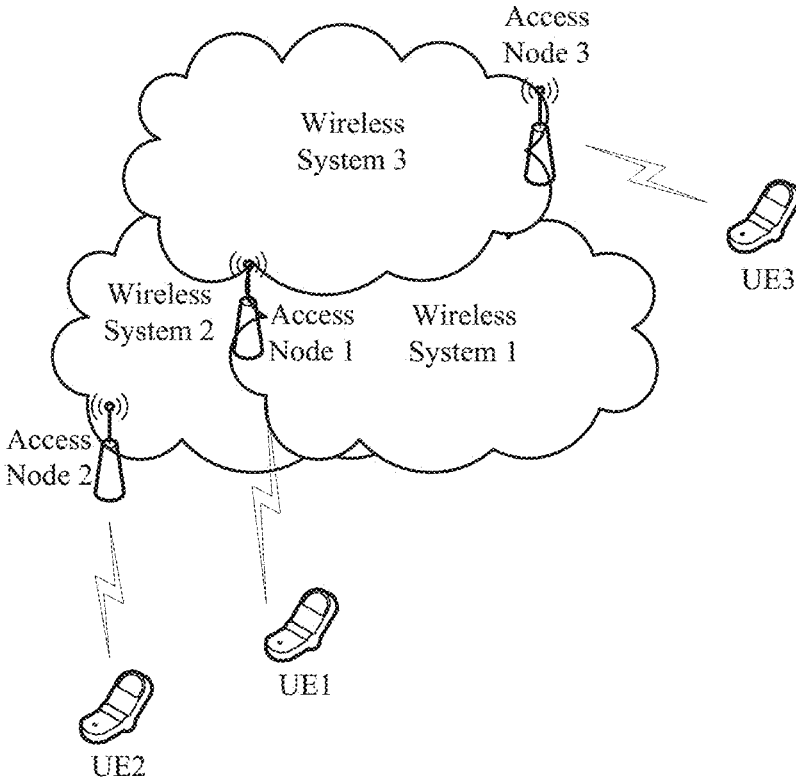 Access
Node 3
Wireless
System 3
UE3
Wireless
System 2
Access
Node 1
Wireless
System 1
Access
Node 2
UE1
UE2